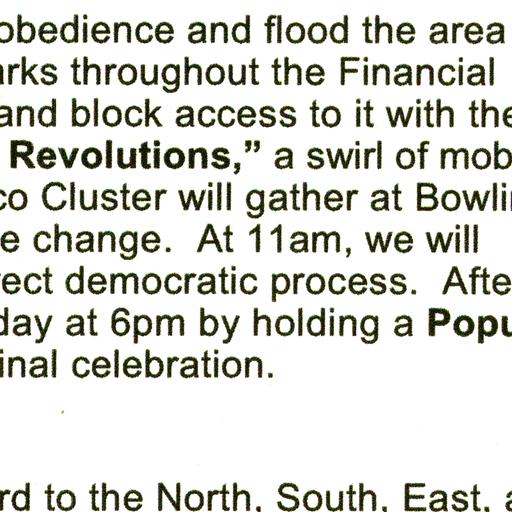 obedience and flood the area
arks throughout the Financial
and block access to it with the
Revolutions,” a swirl of mob
co Cluster will gather at Bowlin
e change. At 11am, we will
rect democratic process. Afte
day at 6pm by holding a Popu
inal celebration.
rd to the North, South, East, a